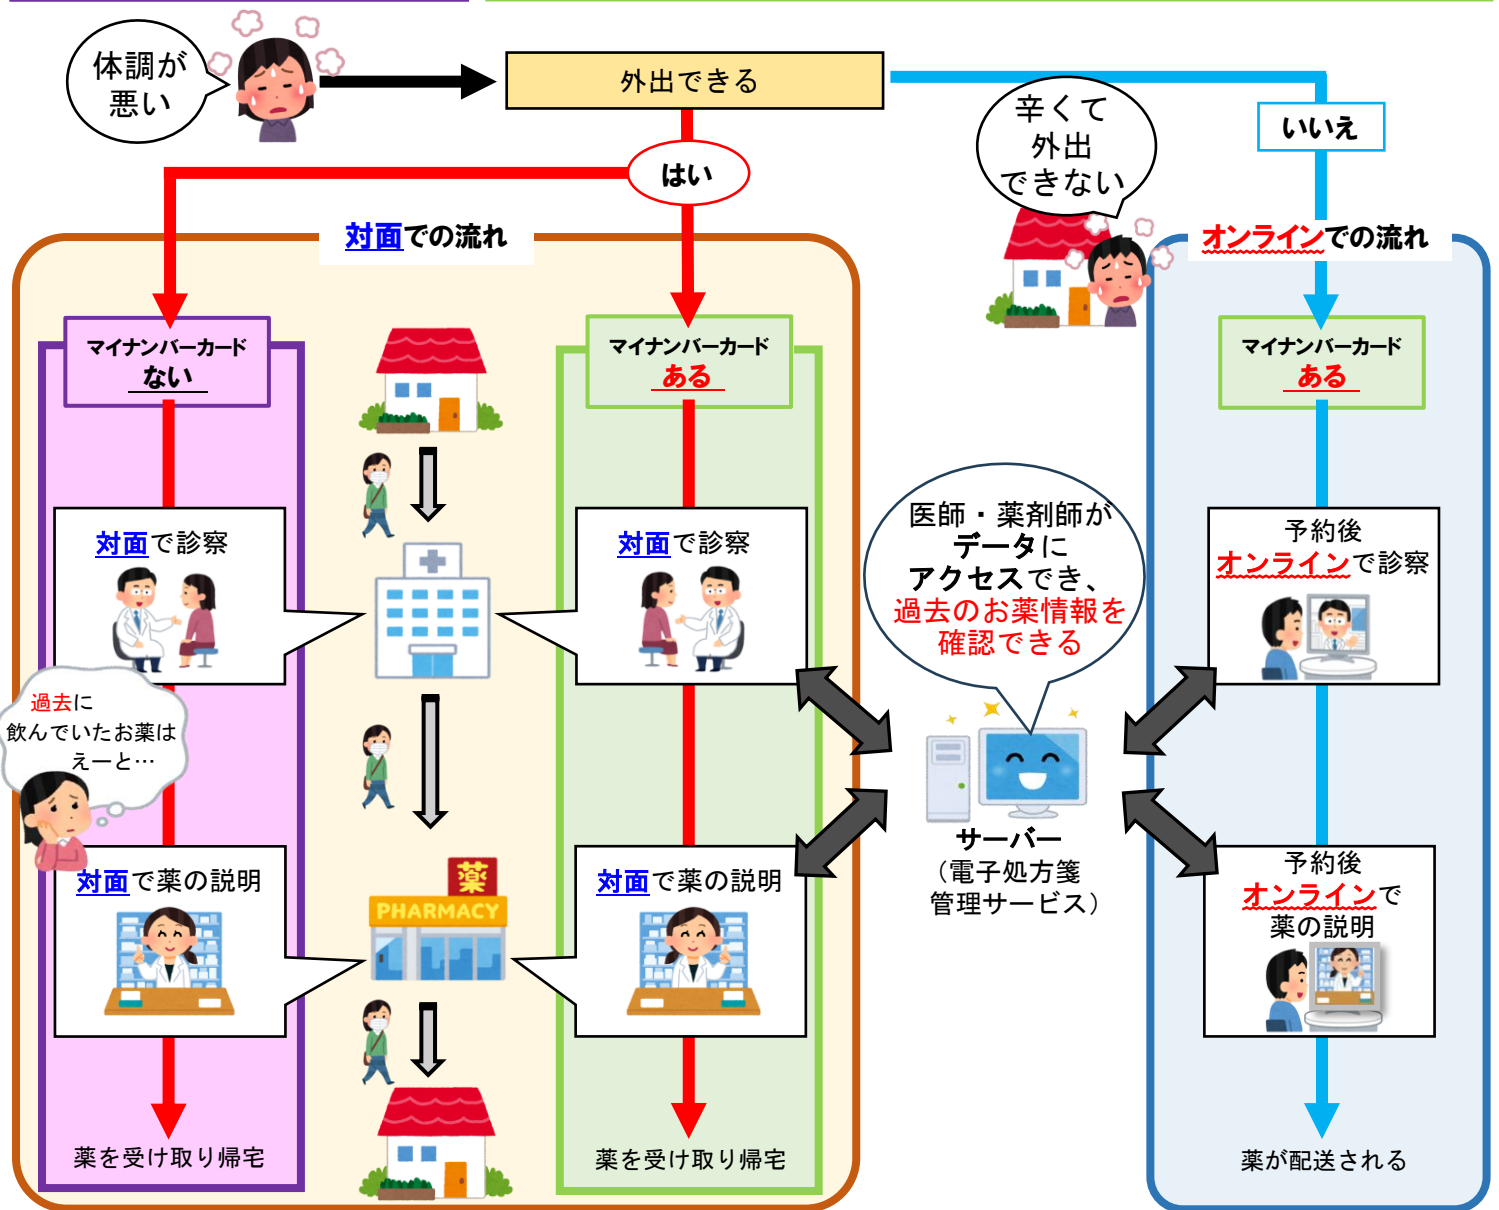 体調が
悪い
外出できる
辛くて
外出
できない
いいえ
はい
対面での流れ
オンラインでの流れ
マイナンバーカード
ない
マイナンバーカード
ある
マイナンバーカード
ある
対面で診察
対面で診察
医師・薬剤師が
データに
アクセスでき、
過去のお薬情報を
確認できる
予約後
オンラインで診察
過去に
飲んでいたお薬は
えーと…
サーバー
（電子処方箋
管理サービス）
対面で薬の説明
薬
PHARMACY
対面で薬の説明
予約後
オンラインで
薬の説明
薬を受け取り帰宅
薬を受け取り帰宅
薬が配送される